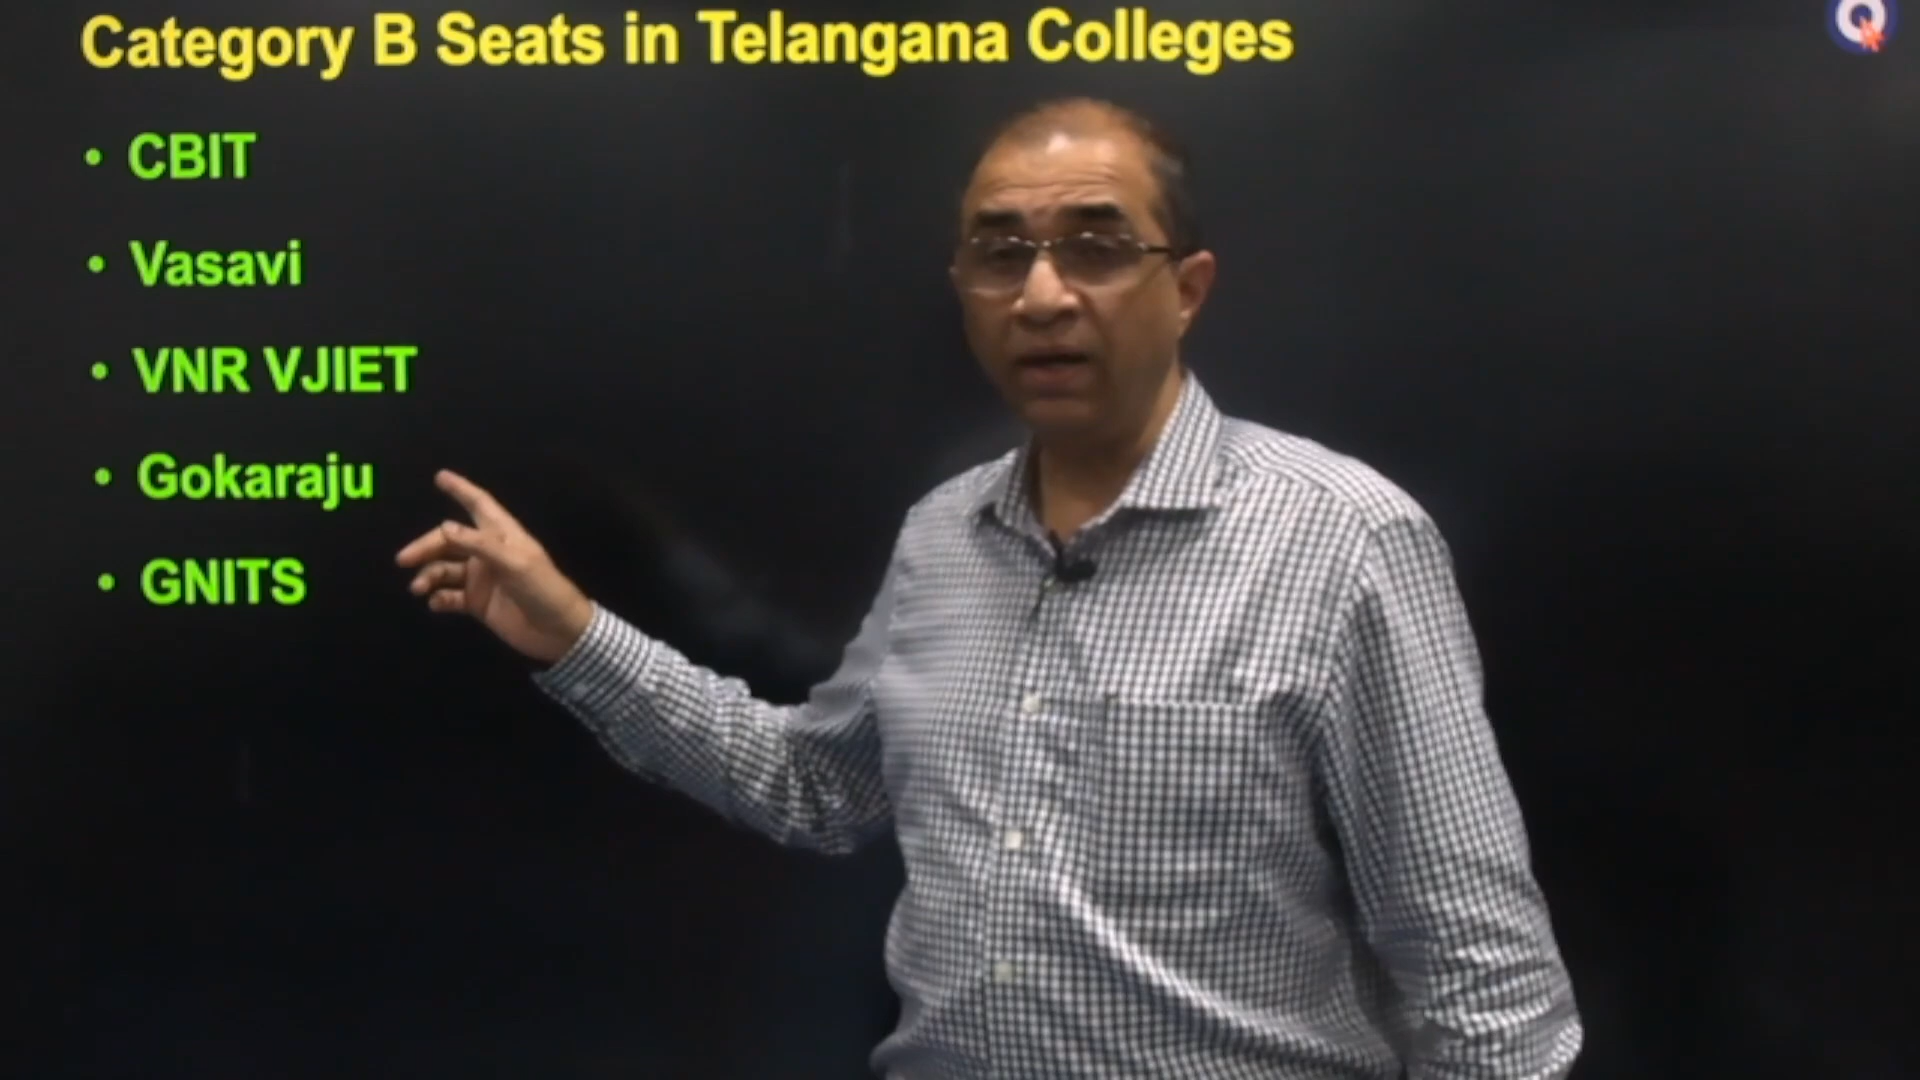 Category B Seats in Telangana Colleges
• CBIT
• Vasavi
• VNR VJIET
• Gokaraju
• GNITS